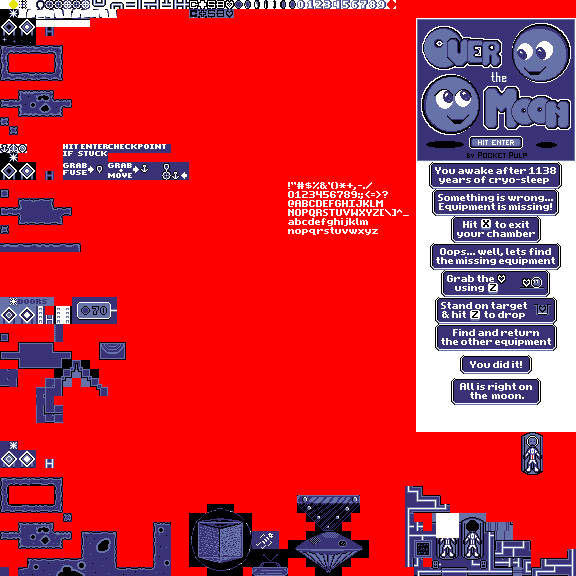 0123456789
OVER
the
MOON
HIT ENTER
BY POCKET PULP
HIT ENTER CHECKPOINT
IF STUCK
GRAB
FUSE
GRAB
+
MOVE
You awake after 1138
years of cryo-sleep
Something is wrong...
Equipment is missing!
!"#$%&'()*+,-./
0123456789:;<=>?
@ABCDEFGHIJKLM
NOPQRSTUVWXYZ[\]^_
abcdefghijklm
nopqrstuvwxyz
Hit X to exit
your chamber
Oops... well, lets find
the missing equipment
Grab the
using Z
Stand on target
& hit Z to drop
DOORS
70
Find and return
the other equipment
You did it!
All is right on
the moon.
H